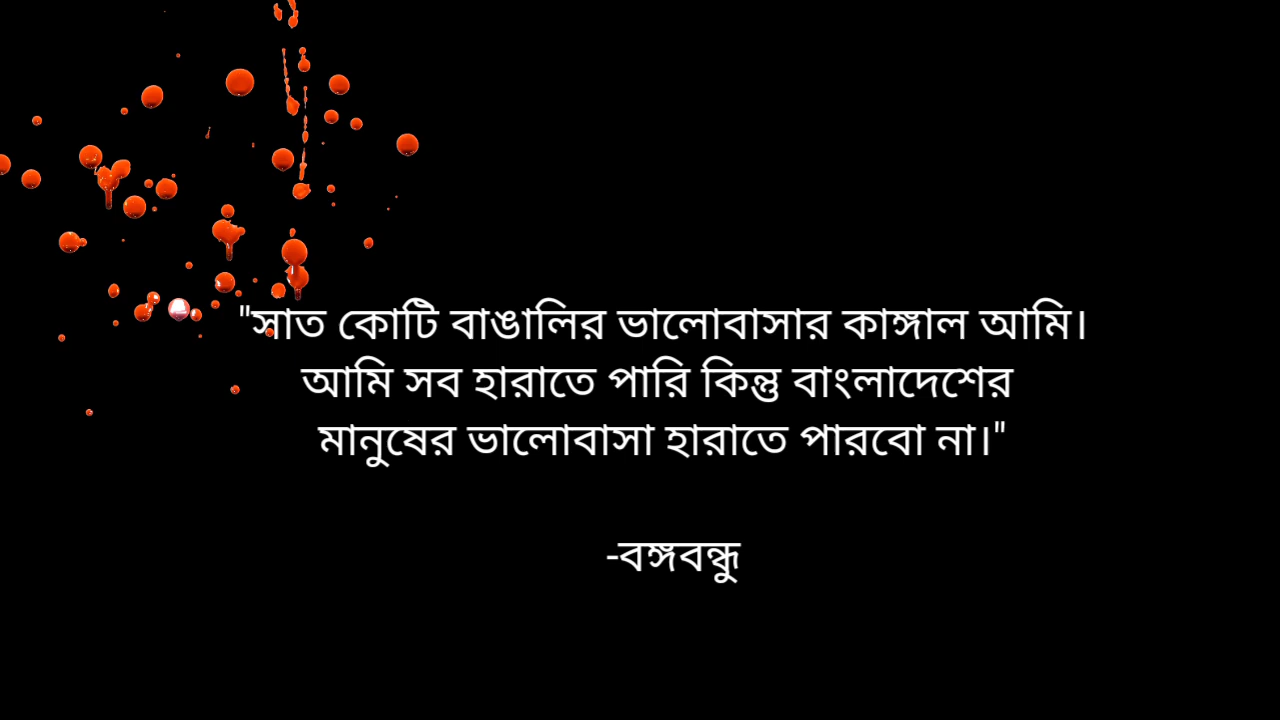 "সাত কোটি বাঙালির ভালোবাসার কাঙ্গাল আমি।
আমি সব হারাতে পারি কিন্তু বাংলাদেশের
মানুষের ভালোবাসা হারাতে পারবো না।"
-বঙ্গবন্ধু